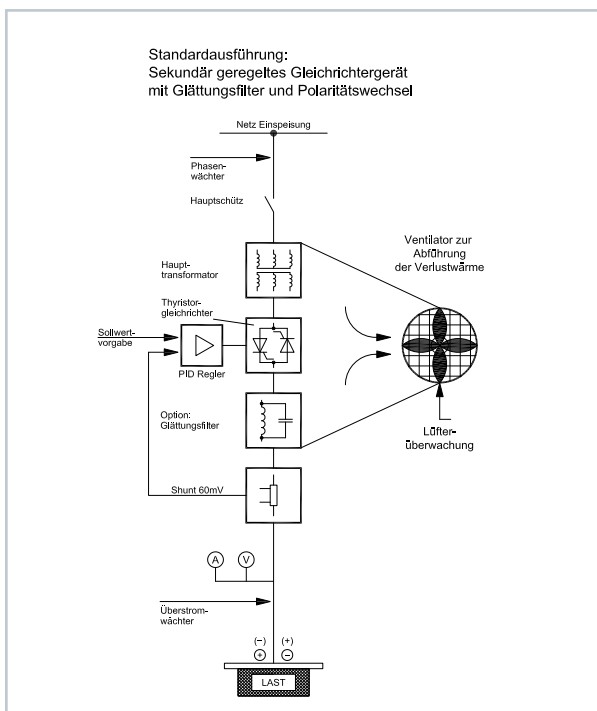 Standardausführung:
Sekundär geregeltes Gleichrichtergerät
mit Glättungsfilter und Polaritätswechsel
Netz Einspeisung
Phasen-
wächter
Hauptschütz
Haupt-
transformator
Ventilator zur
Abführung
der Verlustwärme
Thyristor-
gleichrichter
Sollwert-
vorgabe
PID Regler
Option:
Glättungsfilter
Lüfter-
überwachung
Shunt 60mV
A V
Überstrom-
wächter
(−) (+)
+ −
LAST